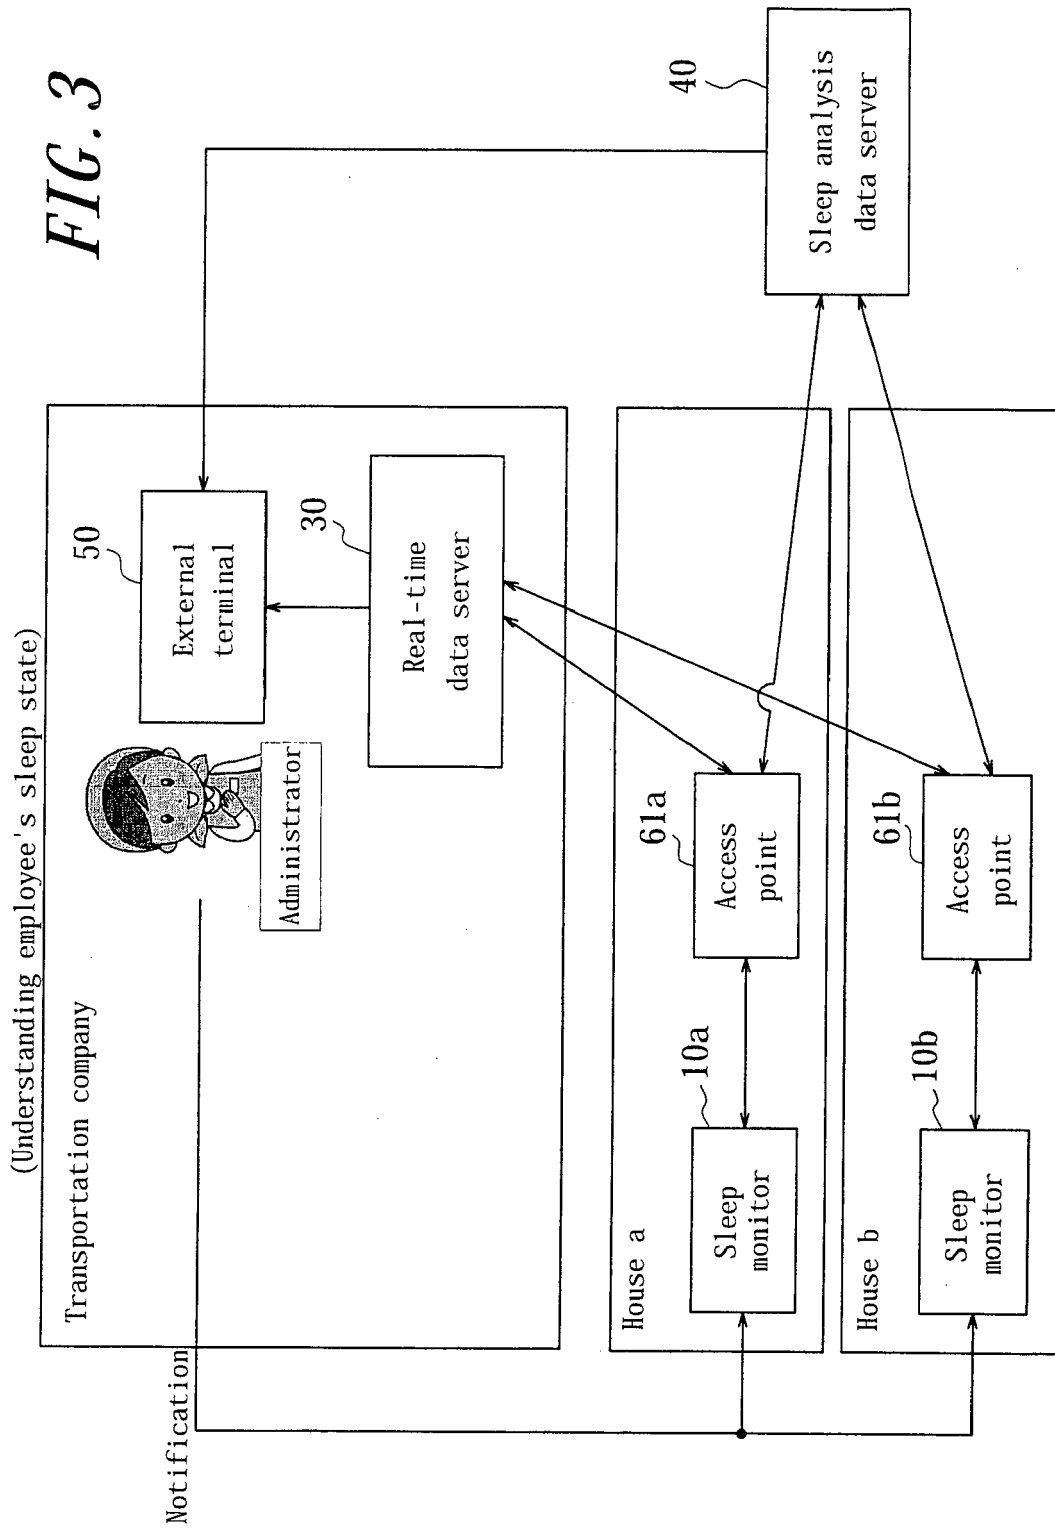 FIG. 3
(Understanding employee's sleep state)
Transportation company
Notification
Administrator
50
External
terminal
30
Real-time
data server
40
Sleep analysis
data server
House a
10a
Sleep
monitor
61a
Access
point
House b
10b
Sleep
monitor
61b
Access
point